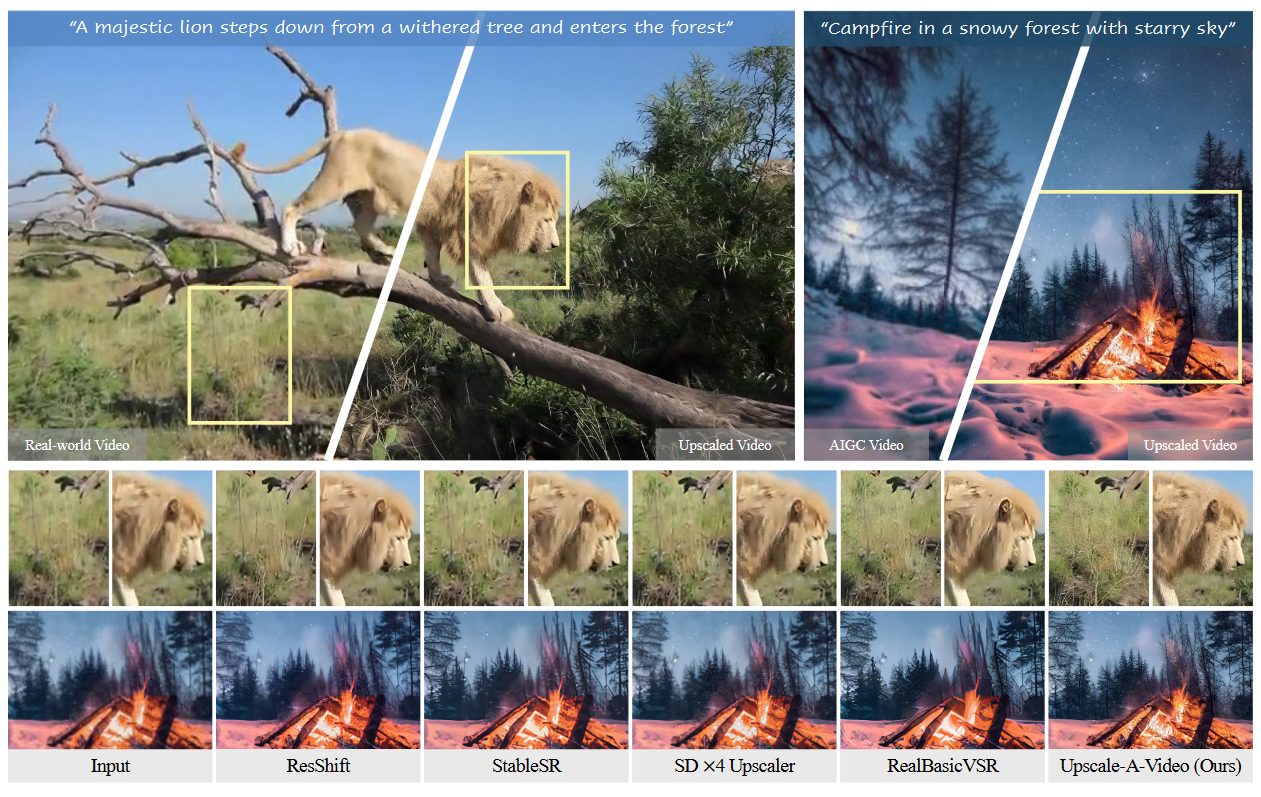 “A majestic lion steps down from a withered tree and enters the forest”
“Campfire in a snowy forest with starry sky”
Real-world Video
Upscaled Video
AIGC Video
Upscaled Video
Input
ResShift
StableSR
SD ×4 Upscaler
RealBasicVSR
Upscale-A-Video (Ours)